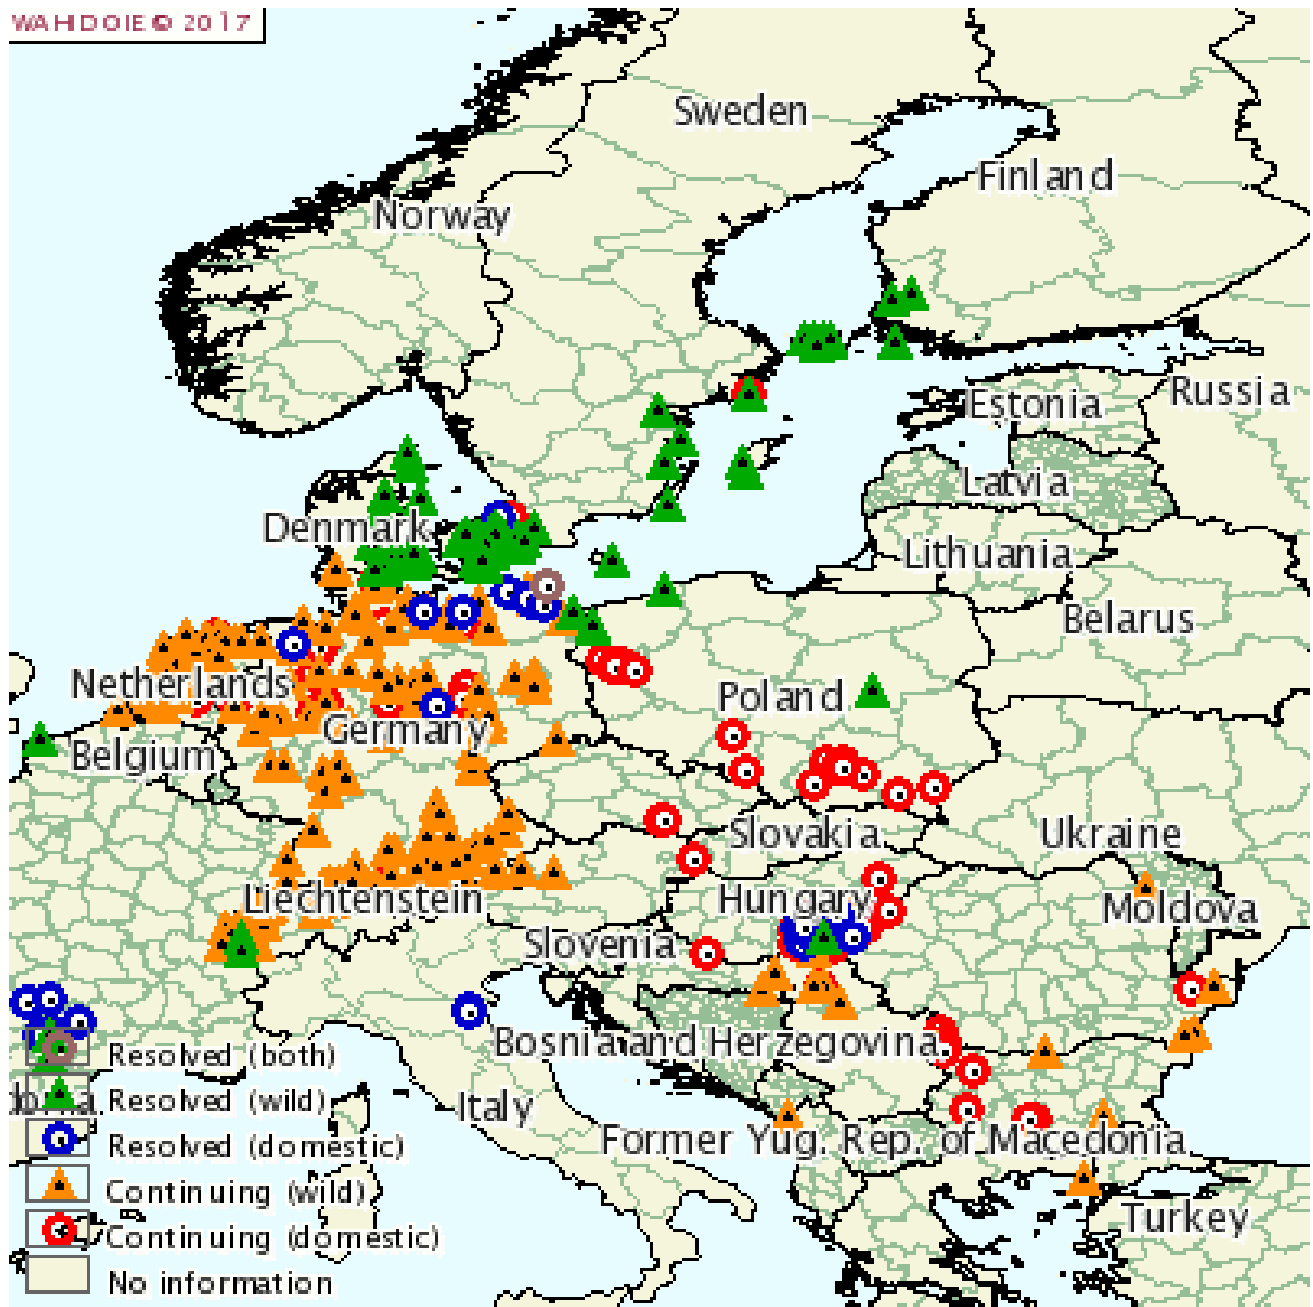 WAHIDOIE © 2017
Sweden
Finland
Norway
Russia
Estonia
Latvia
Denmark
Lithuania
Belarus
Netherlands
Poland
Germany
Belgium
Slovakia
Ukraine
Liechtenstein
Hungary
Moldova
Slovenia
Bosnia and Herzegovina
Resolved (both)
Resolved (wild)
Italy
Former Yug. Rep. of Macedonia
Resolved (domestic)
Continuing (wild)
Turkey
Continuing (domestic)
No information